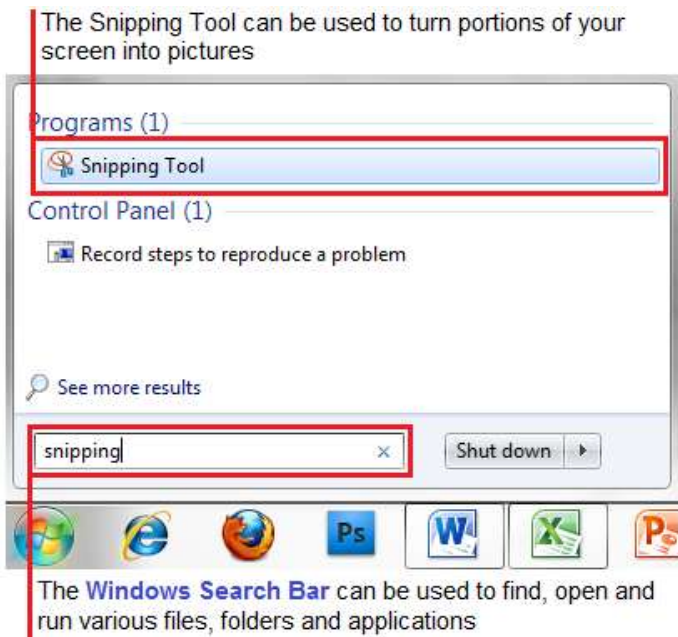 The Snipping Tool can be used to turn portions of your
screen into pictures
Programs (1)
Snipping Tool
Control Panel (1)
Record steps to reproduce a problem
See more results
snipping
Shut down
Ps
W
X
P
The Windows Search Bar can be used to find, open and
run various files, folders and applications